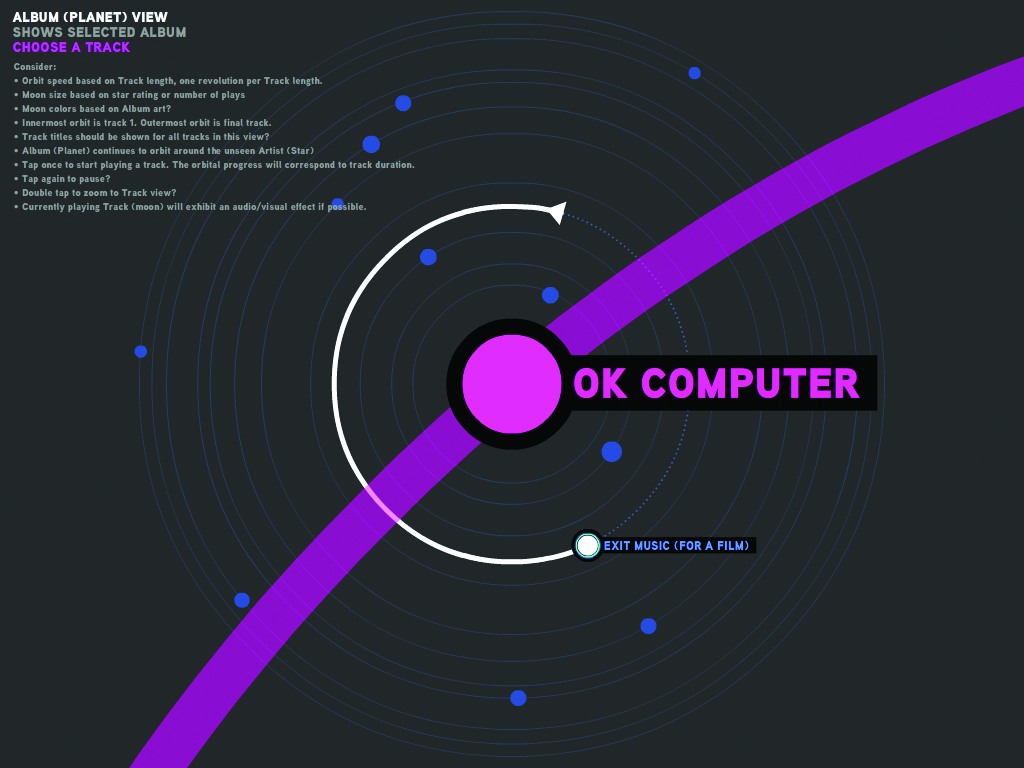 ALBUM (PLANET) VIEW
SHOWS SELECTED ALBUM
CHOOSE A TRACK
Consider:
• Orbit speed based on Track length, one revolution per Track length.
• Moon size based on star rating or number of plays
• Moon colors based on Album art?
• Innermost orbit is track 1. Outermost orbit is final track.
• Track titles should be shown for all tracks in this view?
• Album (Planet) continues to orbit around the unseen Artist (Star)
• Tap once to start playing a track. The orbital progress will correspond to track duration.
• Tap again to pause?
• Double tap to zoom to Track view?
• Currently playing Track (moon) will exhibit an audio/visual effect if possible.
OK COMPUTER
EXIT MUSIC (FOR A FILM)